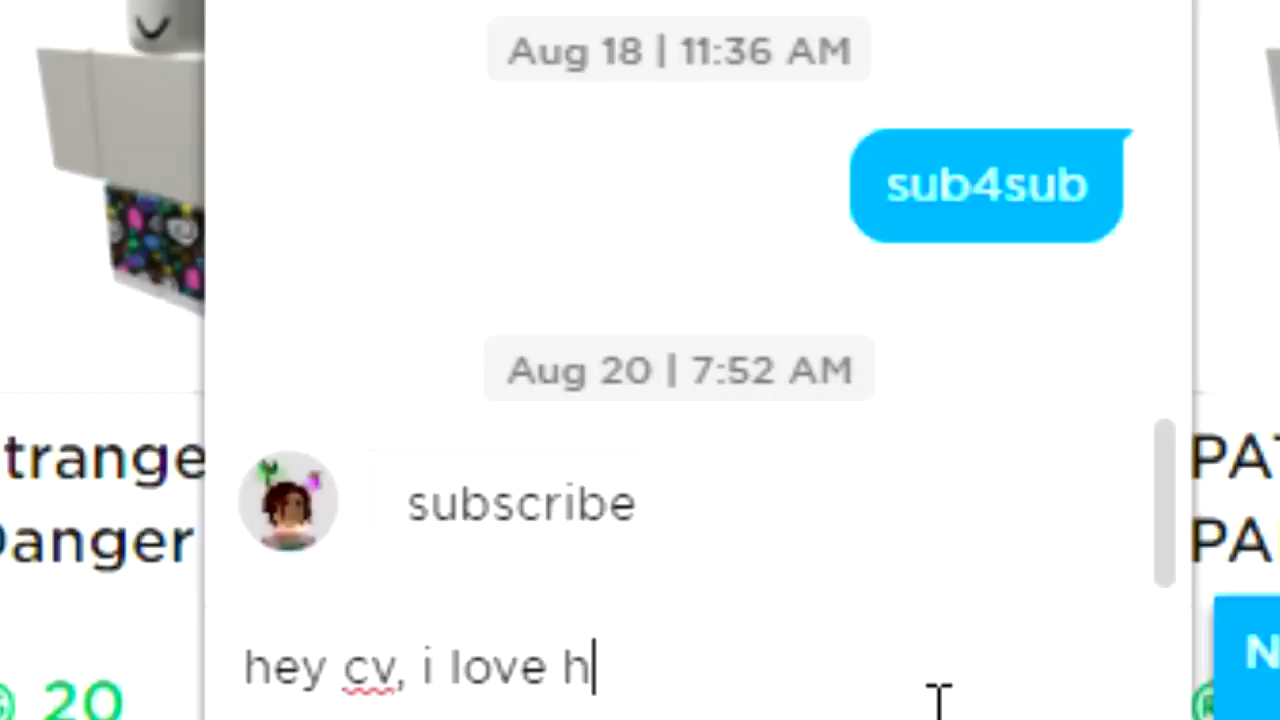 Aug 18 | 11:36 AM
sub4sub
Aug 20 | 7:52 AM
trange
PAT
subscribe
Danger
PA
hey cv, i love h
N
20